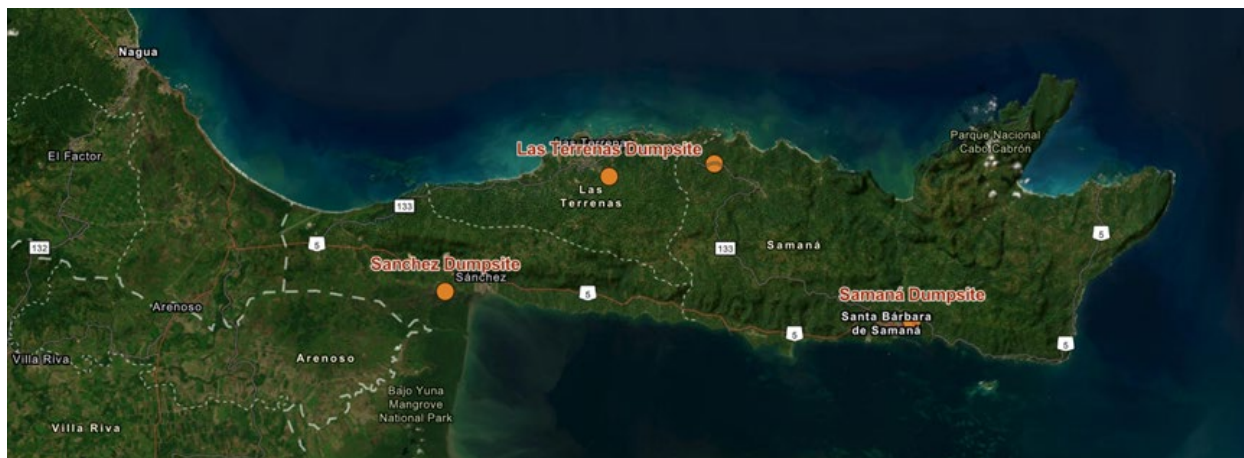 Nagua
Parque Nacional
Cabo Cabrón
El Factor
Las Terrenas Dumpsite
Las
Terrenas
133
5
132
5
133
Samaná
5
Sanchez Dumpsite
Sánchez
5
Samaná Dumpsite
Arenoso
Santa Bárbara
de Samaná
5
5
Villa Riva
Arenoso
Bajo Yuna
Mangrove
National Park
Villa Riva